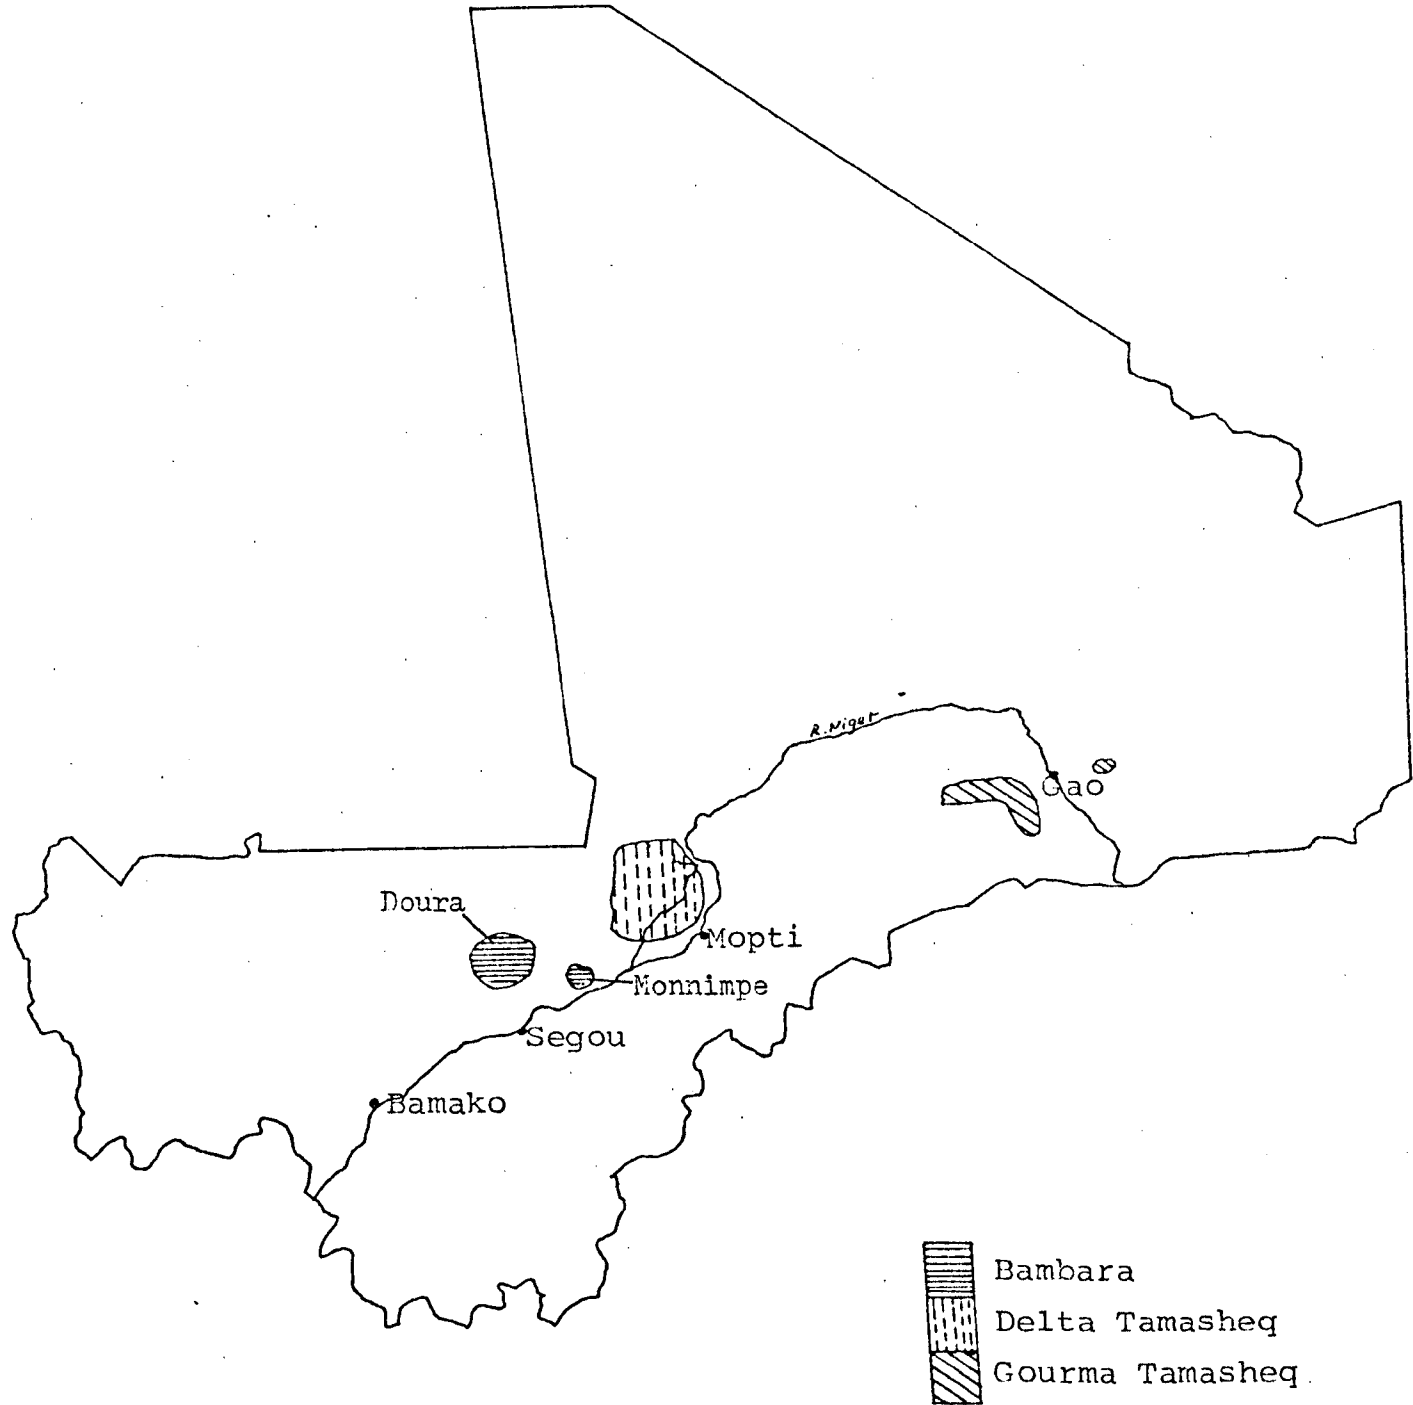 R. Niger
Gao
Doura
Mopti
Monnimpe
Segou
Bamako
Bambara
Delta Tamasheq
Gourma Tamasheq